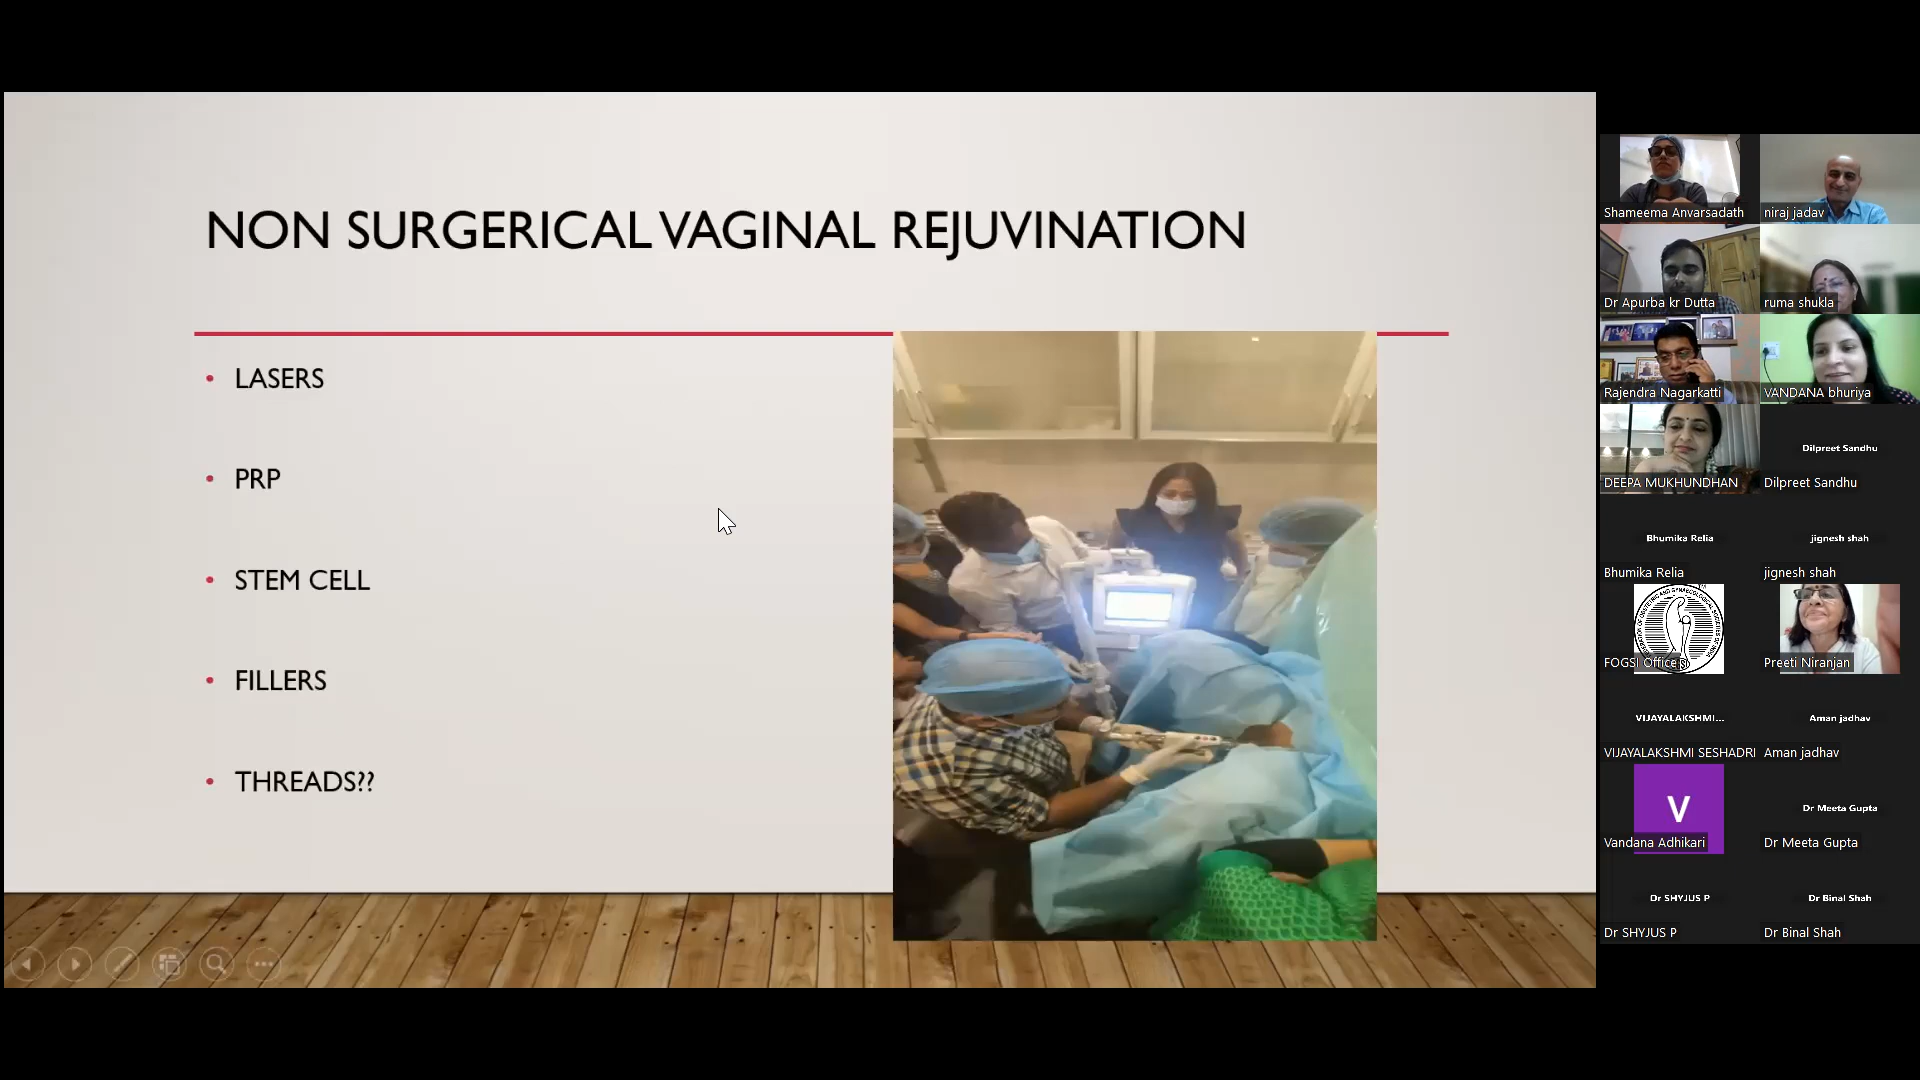 NON SURGERICAL VAGINAL REJUVINATION
LASERS
PRP
STEM CELL
FILLERS
THREADS??
Shameema Anvarsadath
niraj jadav
Dr Apurba kr Dutta
ruma shukla
Rajendra Nagarkatti
VANDANA bhuriya
DEEPA MUKHUNDHAN
Dilpreet Sandhu
Dilpreet Sandhu
Bhumika Relia
Bhumika Relia
jignesh shah
jignesh shah
FOGSI Office
Preeti Niranjan
VIJAYALAKSHMI...
VIJAYALAKSHMI SESHADRI
Aman jadhav
Aman jadhav
V
Vandana Adhikari
Dr Meeta Gupta
Dr Meeta Gupta
Dr SHYJUS P
Dr SHYJUS P
Dr Binal Shah
Dr Binal Shah